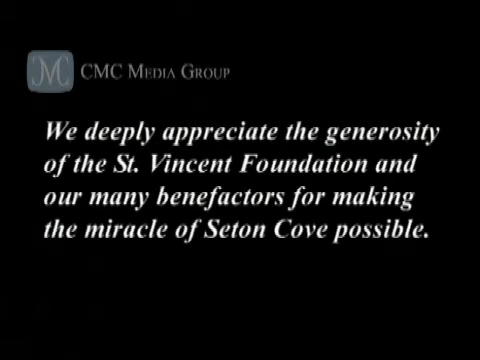 CMC MEDIA GROUP
We deeply appreciate the generosity
of the St. Vincent Foundation and
our many benefactors for making
the miracle of Seton Cove possible.